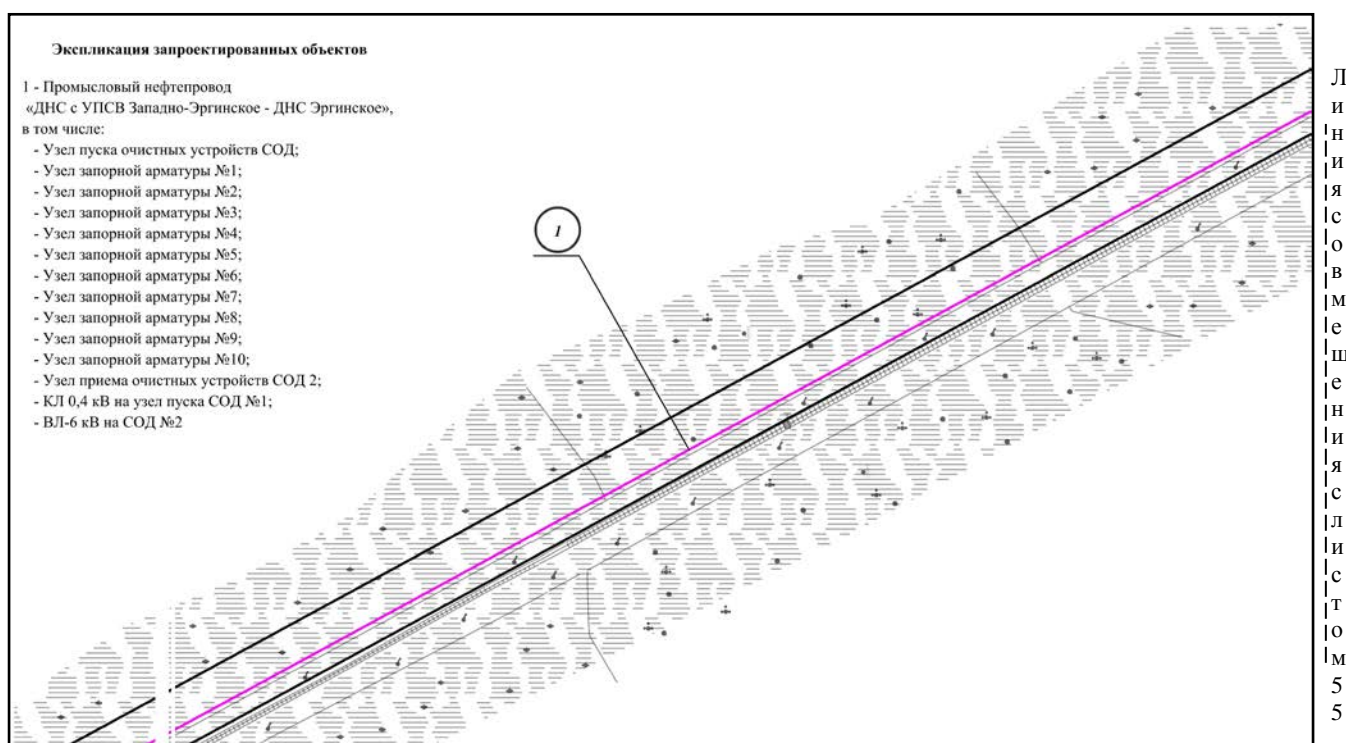 Экспликация запроектированных объектов
1 - Промысловый нефтепровод
«ДНС с УПСВ Западно-Эргинское - ДНС Эргинское»,
в том числе:
- Узел пуска очистных устройств СОД;
- Узел запорной арматуры №1;
- Узел запорной арматуры №2;
- Узел запорной арматуры №3;
- Узел запорной арматуры №4;
- Узел запорной арматуры №5;
- Узел запорной арматуры №6;
- Узел запорной арматуры №7;
- Узел запорной арматуры №8;
- Узел запорной арматуры №9;
- Узел запорной арматуры №10;
- Узел приема очистных устройств СОД 2;
- КЛ 0,4 кВ на узел пуска СОД №1;
- ВЛ-6 кВ на СОД №2
1
Линия совмещения с листом 55